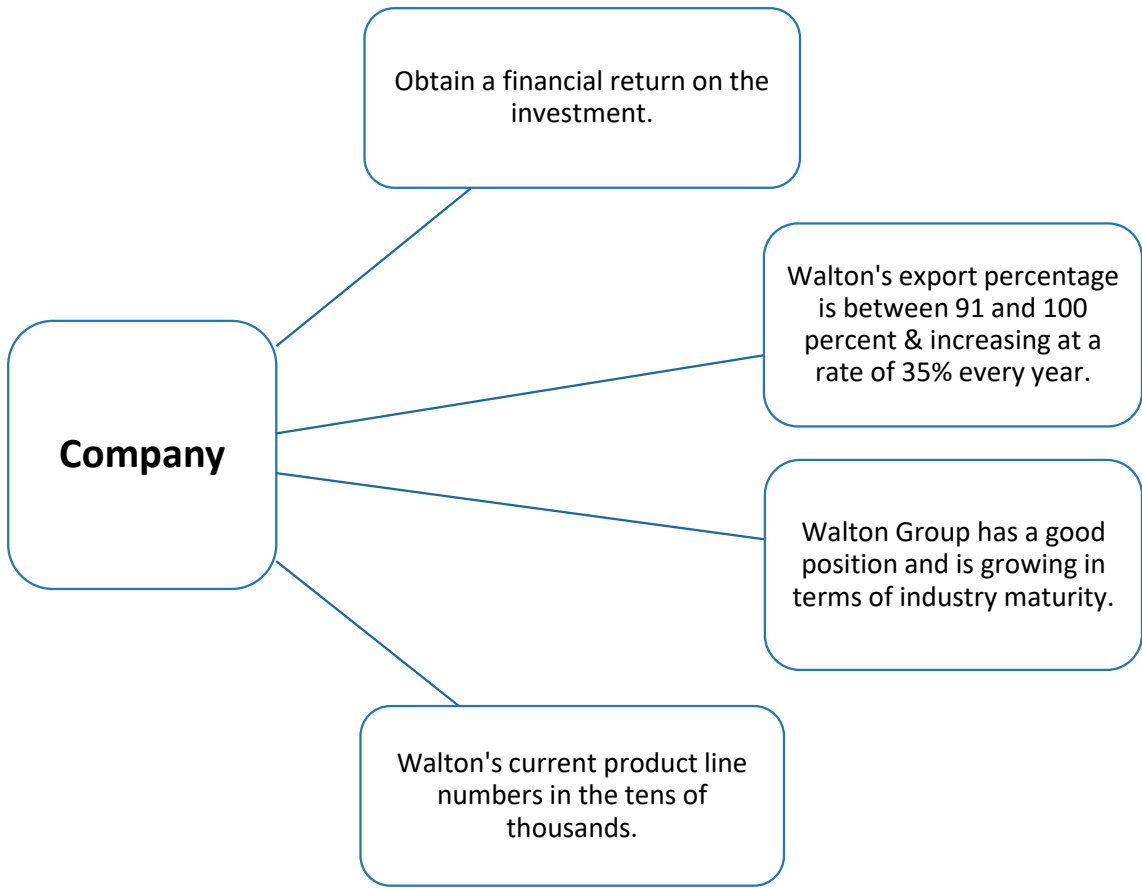 Obtain a financial return on the
investment.
Walton's export percentage
is between 91 and 100
percent & increasing at a
rate of 35% every year.
Company
Walton Group has a good
position and is growing in
terms of industry maturity.
Walton's current product line
numbers in the tens of
thousands.